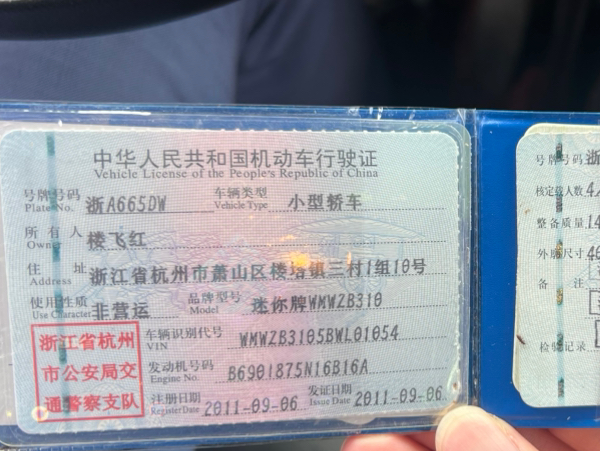 中华人民共和国机动车行驶证
Vehicle License of the People's Republic of China
号牌号码 浙A665DW 车辆类型 小型轿车
Plate No. Vehicle Type
所有人 楼飞红
Owner
住址 浙江省杭州市萧山区楼塔镇三村1组10号
Address
使用性质 非营运 品牌型号 迷你牌WMWZB310
Use Character Model
浙江省杭州市公安局交通警察支队
车辆识别代号 WMWZB3105BWL01054
VIN
发动机号码 B6901875N16B16A
Engine No.
注册日期 2011-09-06 发证日期 2011-09-06
Register Date Issue Date
号牌号码 浙
核定载人数 4人
整备质量 14
外廓尺寸
备注
检验记录